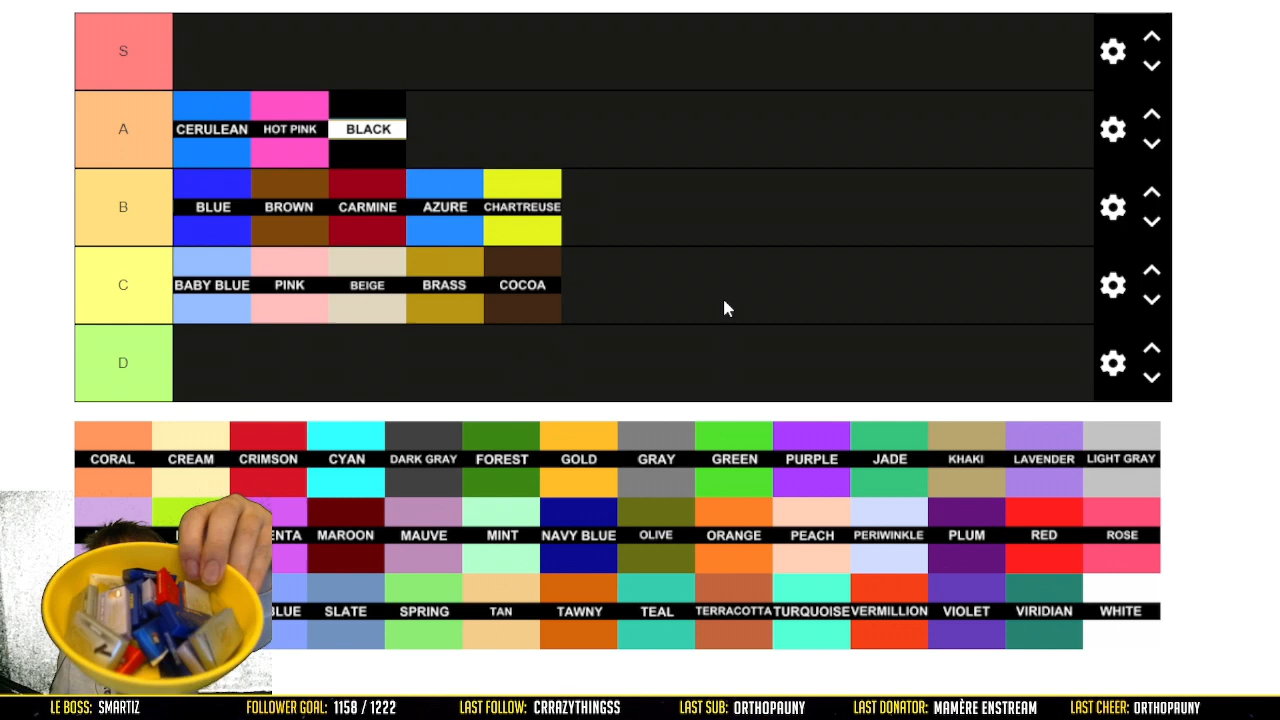 S
A CERULEAN HOT PINK BLACK
B BLUE BROWN CARMINE AZURE CHARTREUSE
C BABY BLUE PINK BEIGE BRASS COCOA
D
CORAL CREAM CRIMSON CYAN DARK GRAY FOREST GOLD GRAY GREEN PURPLE JADE KHAKI LAVENDER LIGHT GRAY
MAROON MAUVE MINT NAVY BLUE OLIVE ORANGE PEACH PERIWINKLE PLUM RED ROSE
BLUE SLATE SPRING TAN TAWNY TEAL TERRACOTTA TURQUOISE VERMILLION VIOLET VIRIDIAN WHITE
LE BOSS: SMARTIZ FOLLOWER GOAL: 1158 / 1222 LAST FOLLOW: CRRAZYTHINGSS LAST SUB: ORTHOPAUNY LAST DONATOR: MAMÈRE ENSTREAM LAST CHEER: ORTHOPAUNY